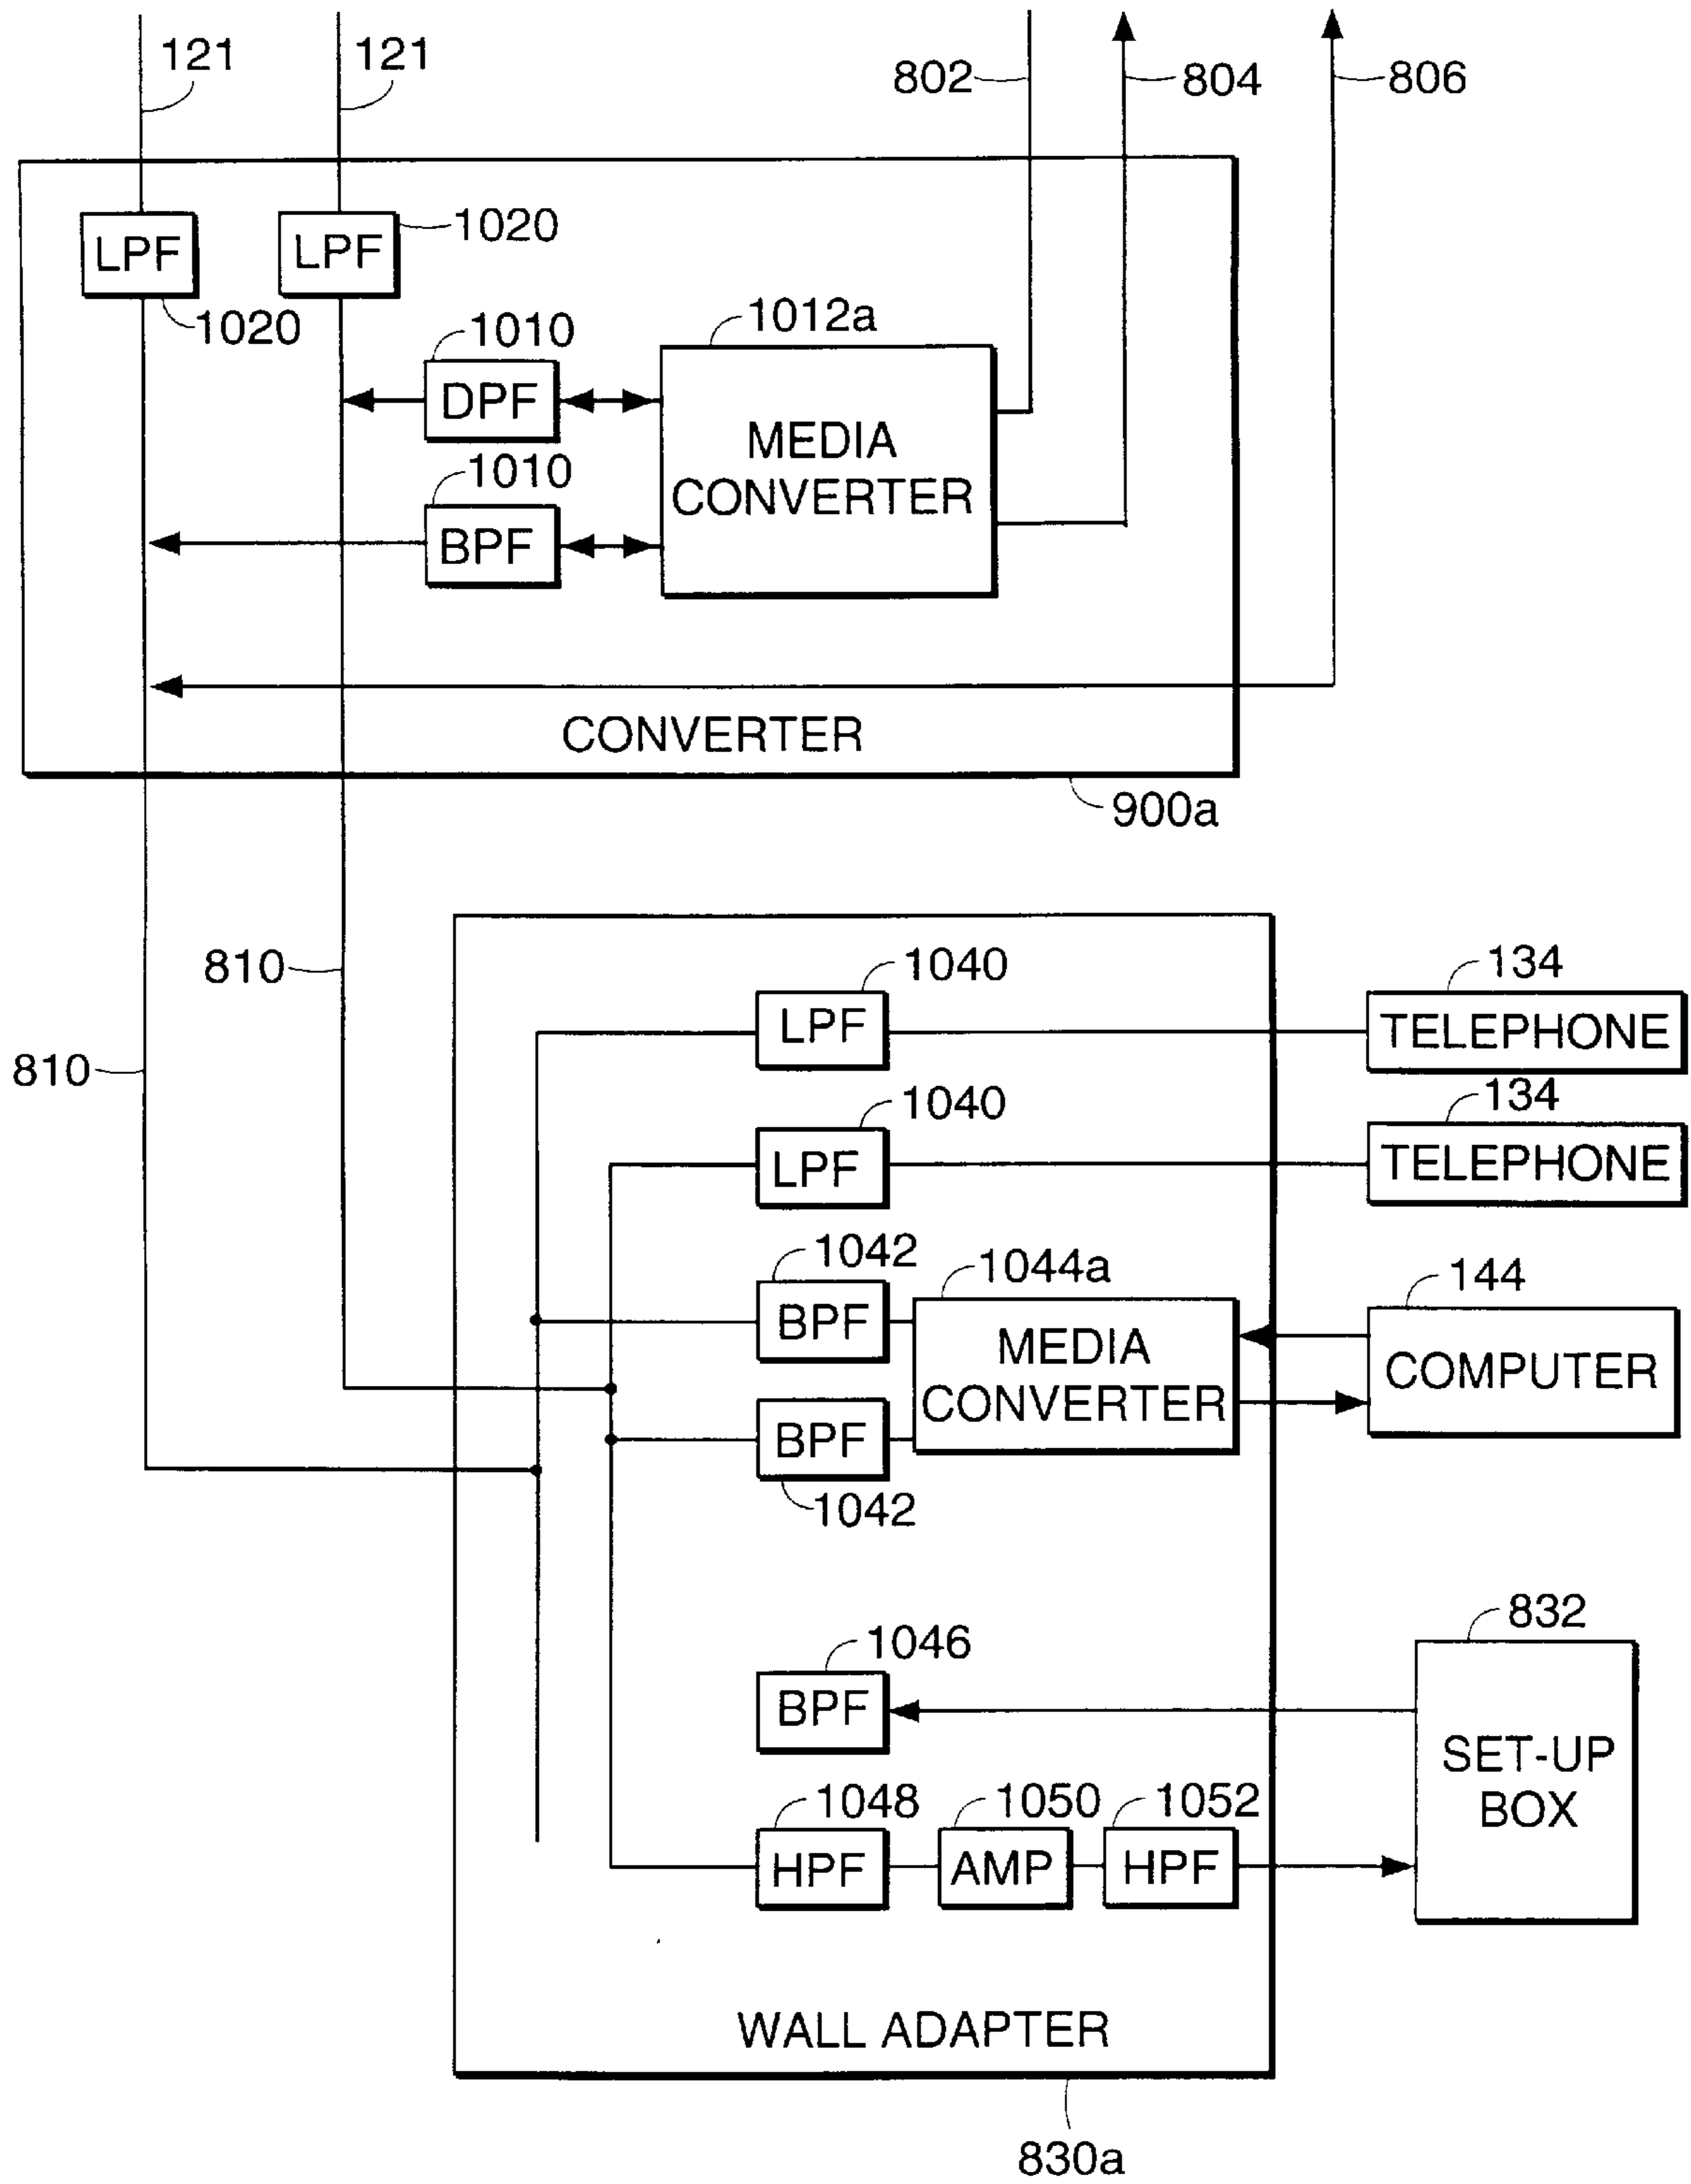 121
121
802
804
806
LPF
LPF
1020
1020
1010
DPF
1012a
MEDIA
CONVERTER
1010
BPF
CONVERTER
900a
810
810
1040
LPF
134
TELEPHONE
1040
LPF
134
TELEPHONE
1042
BPF
1044a
MEDIA
CONVERTER
144
COMPUTER
BPF
1042
1046
BPF
832
SET-UP
BOX
1048
HPF
1050
AMP
1052
HPF
WALL ADAPTER
830a